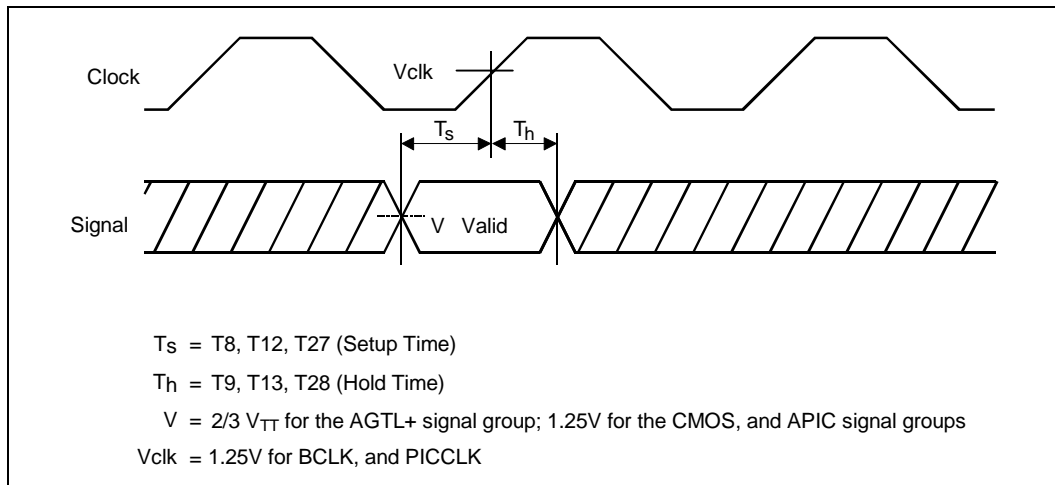 Clock
Vclk
Ts
Th
Signal
V Valid
Ts = T8, T12, T27 (Setup Time)
Th = T9, T13, T28 (Hold Time)
V = 2/3 VTT for the AGTL+ signal group; 1.25V for the CMOS, and APIC signal groups
Vclk = 1.25V for BCLK, and PICCLK